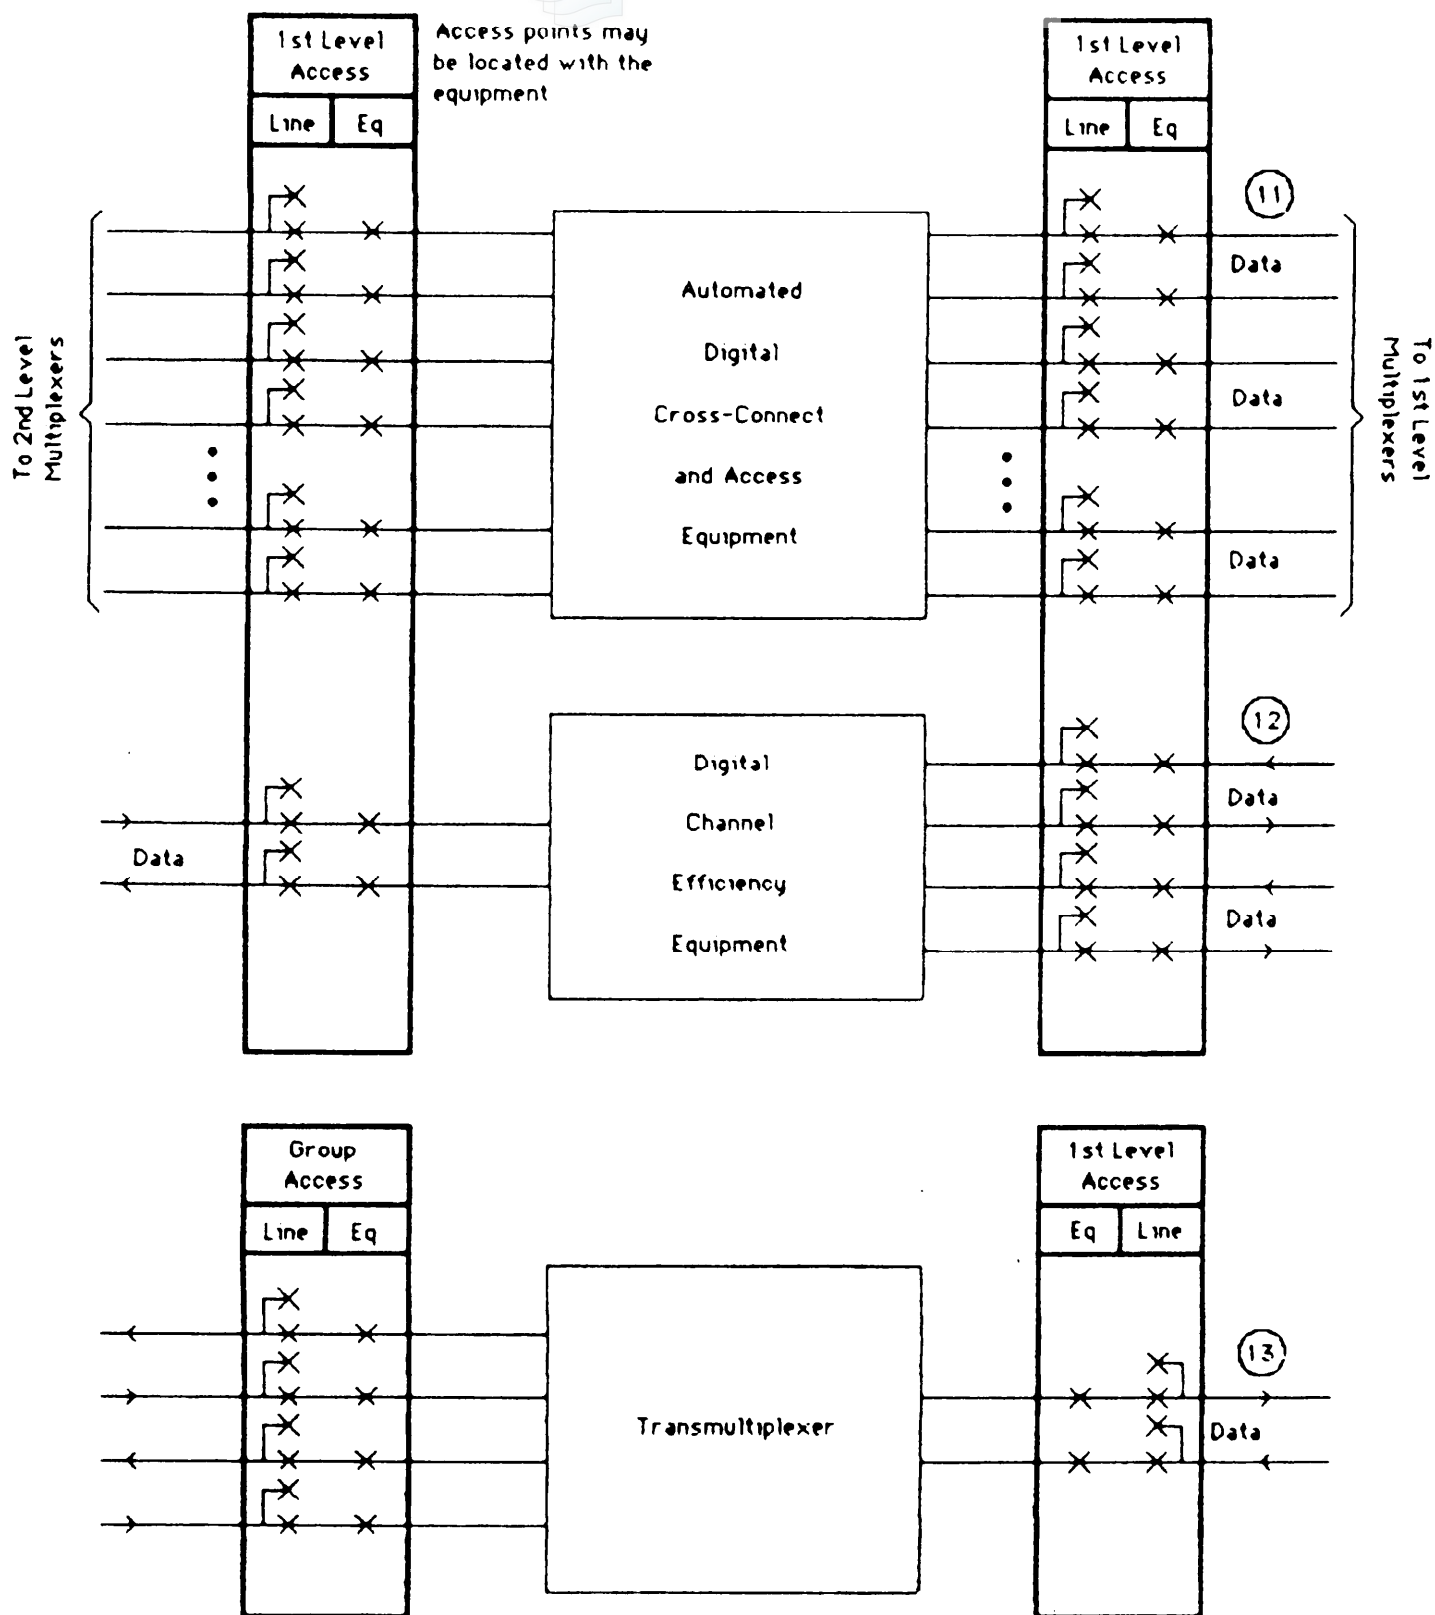 1st Level
Access
Line
Eq
Access points may
be located with the
equipment
1st Level
Access
Line
Eq
To 2nd Level
Multiplexers
Automated
Digital
Cross-Connect
and Access
Equipment
11
Data
Data
Data
To 1st Level
Multiplexers
Data
Digital
Channel
Efficiency
Equipment
12
Data
Data
Group
Access
Line
Eq
Transmultiplexer
1st Level
Access
Eq
Line
13
Data